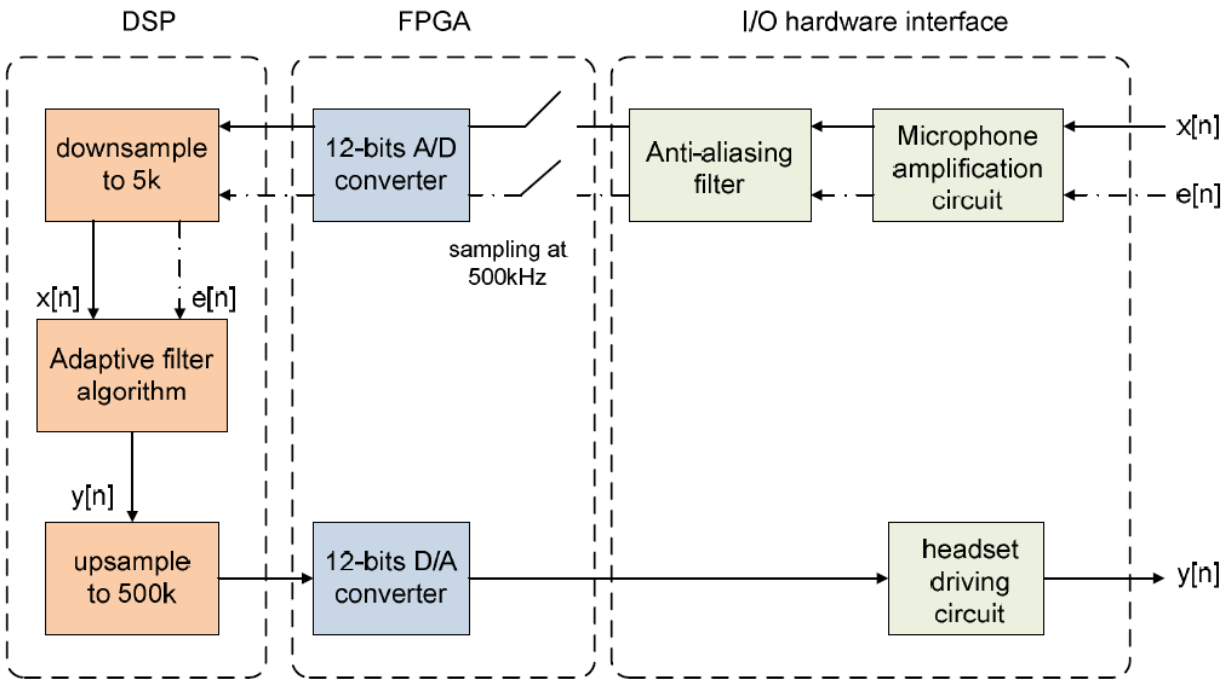 DSP
FPGA
I/O hardware interface
downsample
to 5k
12-bits A/D
converter
Anti-aliasing
filter
Microphone
amplification
circuit
x[n]
e[n]
sampling at
500kHz
x[n]
e[n]
Adaptive filter
algorithm
y[n]
upsample
to 500k
12-bits D/A
converter
headset
driving
circuit
y[n]